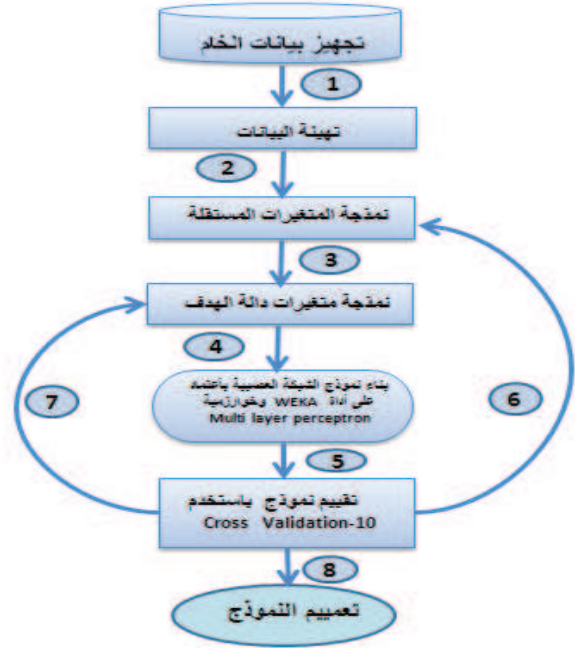 تجهيز بيانات الخام
1
تهيئة البيانات
2
نمذجة المتغيرات المستقلة
3
نمذجة متغيرات دالة الهدف
4
بناء نموذج الشبكة العصبية بأعتماد
على أداة WEKA وخوارزمية
Multi layer perceptron
7
6
5
تقييم نموذج باستخدم
Cross Validation-10
8
تعمييم النموذج